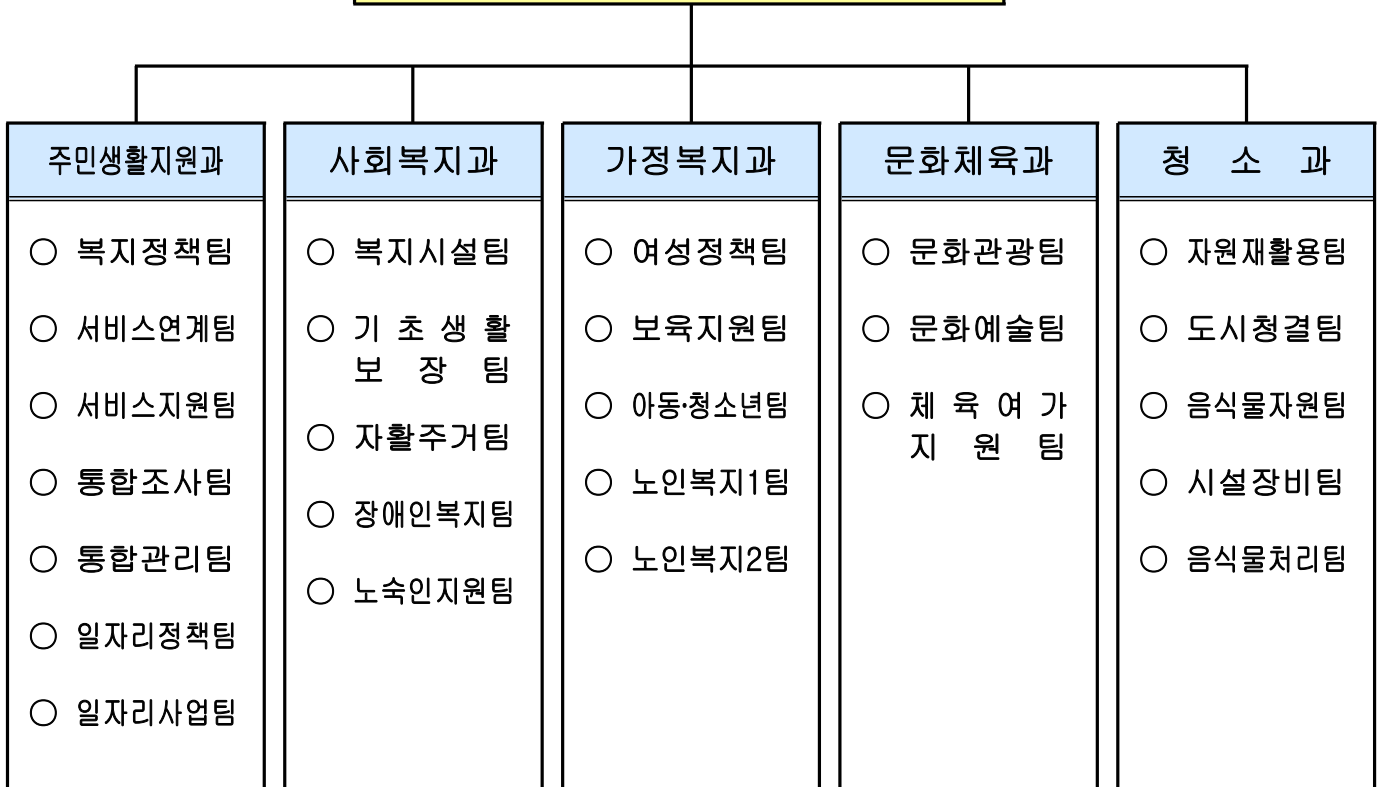 주민생활지원과
○ 복지정책팀
○ 서비스연계팀
○ 서비스지원팀
○ 통합조사팀
○ 통합관리팀
○ 일자리정책팀
○ 일자리사업팀
사회복지과
○ 복지시설팀
○ 기 초 생 활
보 장 팀
○ 자활주거팀
○ 장애인복지팀
○ 노숙인지원팀
가정복지과
○ 여성정책팀
○ 보육지원팀
○ 아동·청소년팀
○ 노인복지1팀
○ 노인복지2팀
문화체육과
○ 문화관광팀
○ 문화예술팀
○ 체 육 여 가
지 원 팀
청 소 과
○ 자원재활용팀
○ 도시청결팀
○ 음식물자원팀
○ 시설장비팀
○ 음식물처리팀